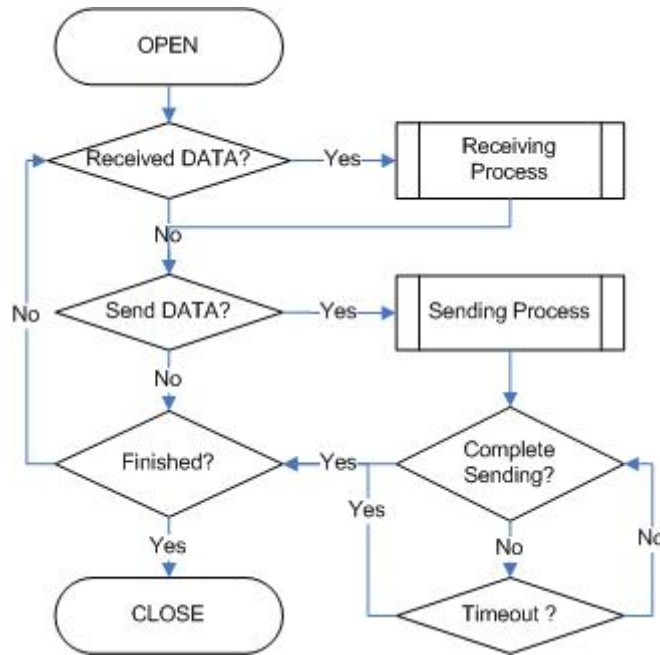 OPEN
Received DATA?
Yes
Receiving
Process
No
Send DATA?
Yes
Sending Process
No
No
Finished?
Yes
Complete
Sending?
Yes
Yes
No
No
CLOSE
Timeout ?